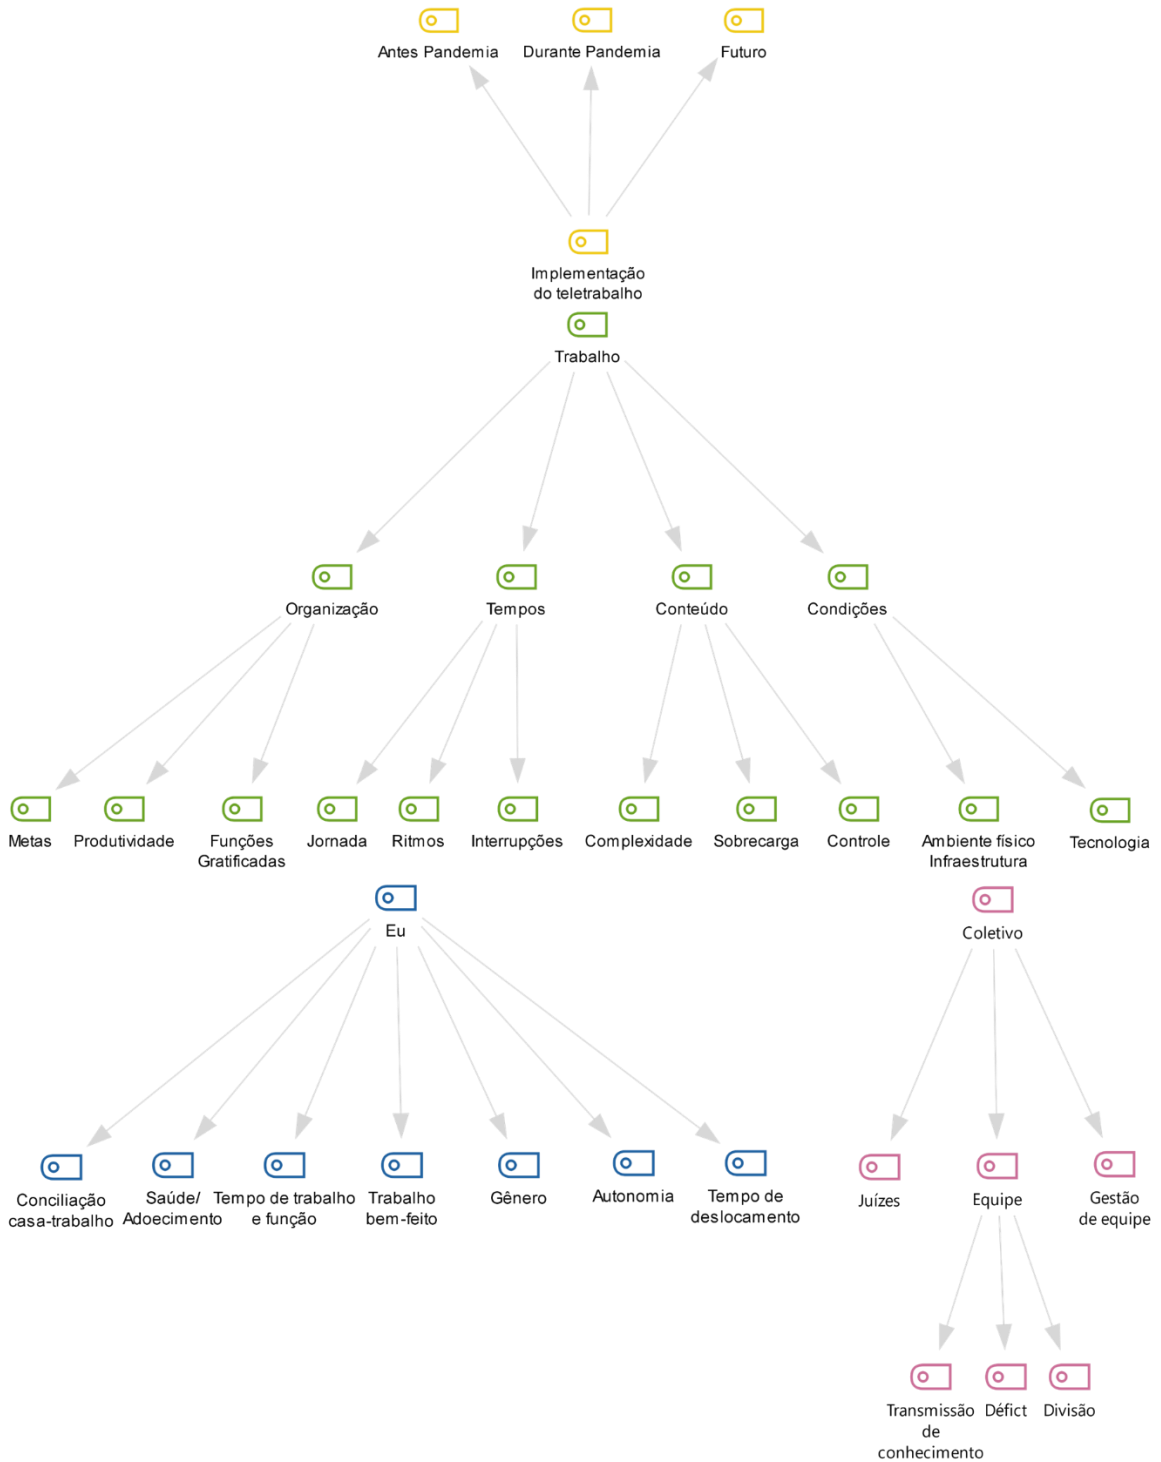 Antes Pandemia
Durante Pandemia
Futuro
Implementação
do teletrabalho
Trabalho
Organização
Tempos
Conteúdo
Condições
Metas
Produtividade
Funções
Gratificadas
Jornada
Ritmos
Interrupções
Complexidade
Sobrecarga
Controle
Ambiente físico
Infraestrutura
Tecnologia
Eu
Coletivo
Conciliação
casa-trabalho
Saúde/
Adoecimento
Tempo de trabalho
e função
Trabalho
bem-feito
Gênero
Autonomia
Tempo de
deslocamento
Juízes
Equipe
Gestão
de equipe
Transmissão
de
conhecimento
Défict
Divisão